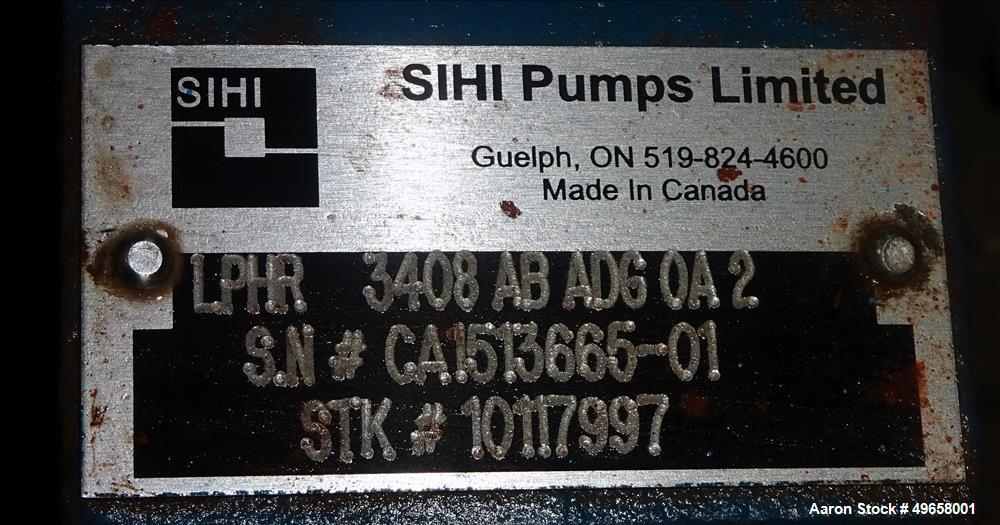 SIHI
SIHI Pumps Limited
Guelph, ON 519-824-4600
Made In Canada
LPHR 3408 AB AD6 0A 2
S.N # CA1513665-01
STK # 10117997
Aaron Stock # 49658001